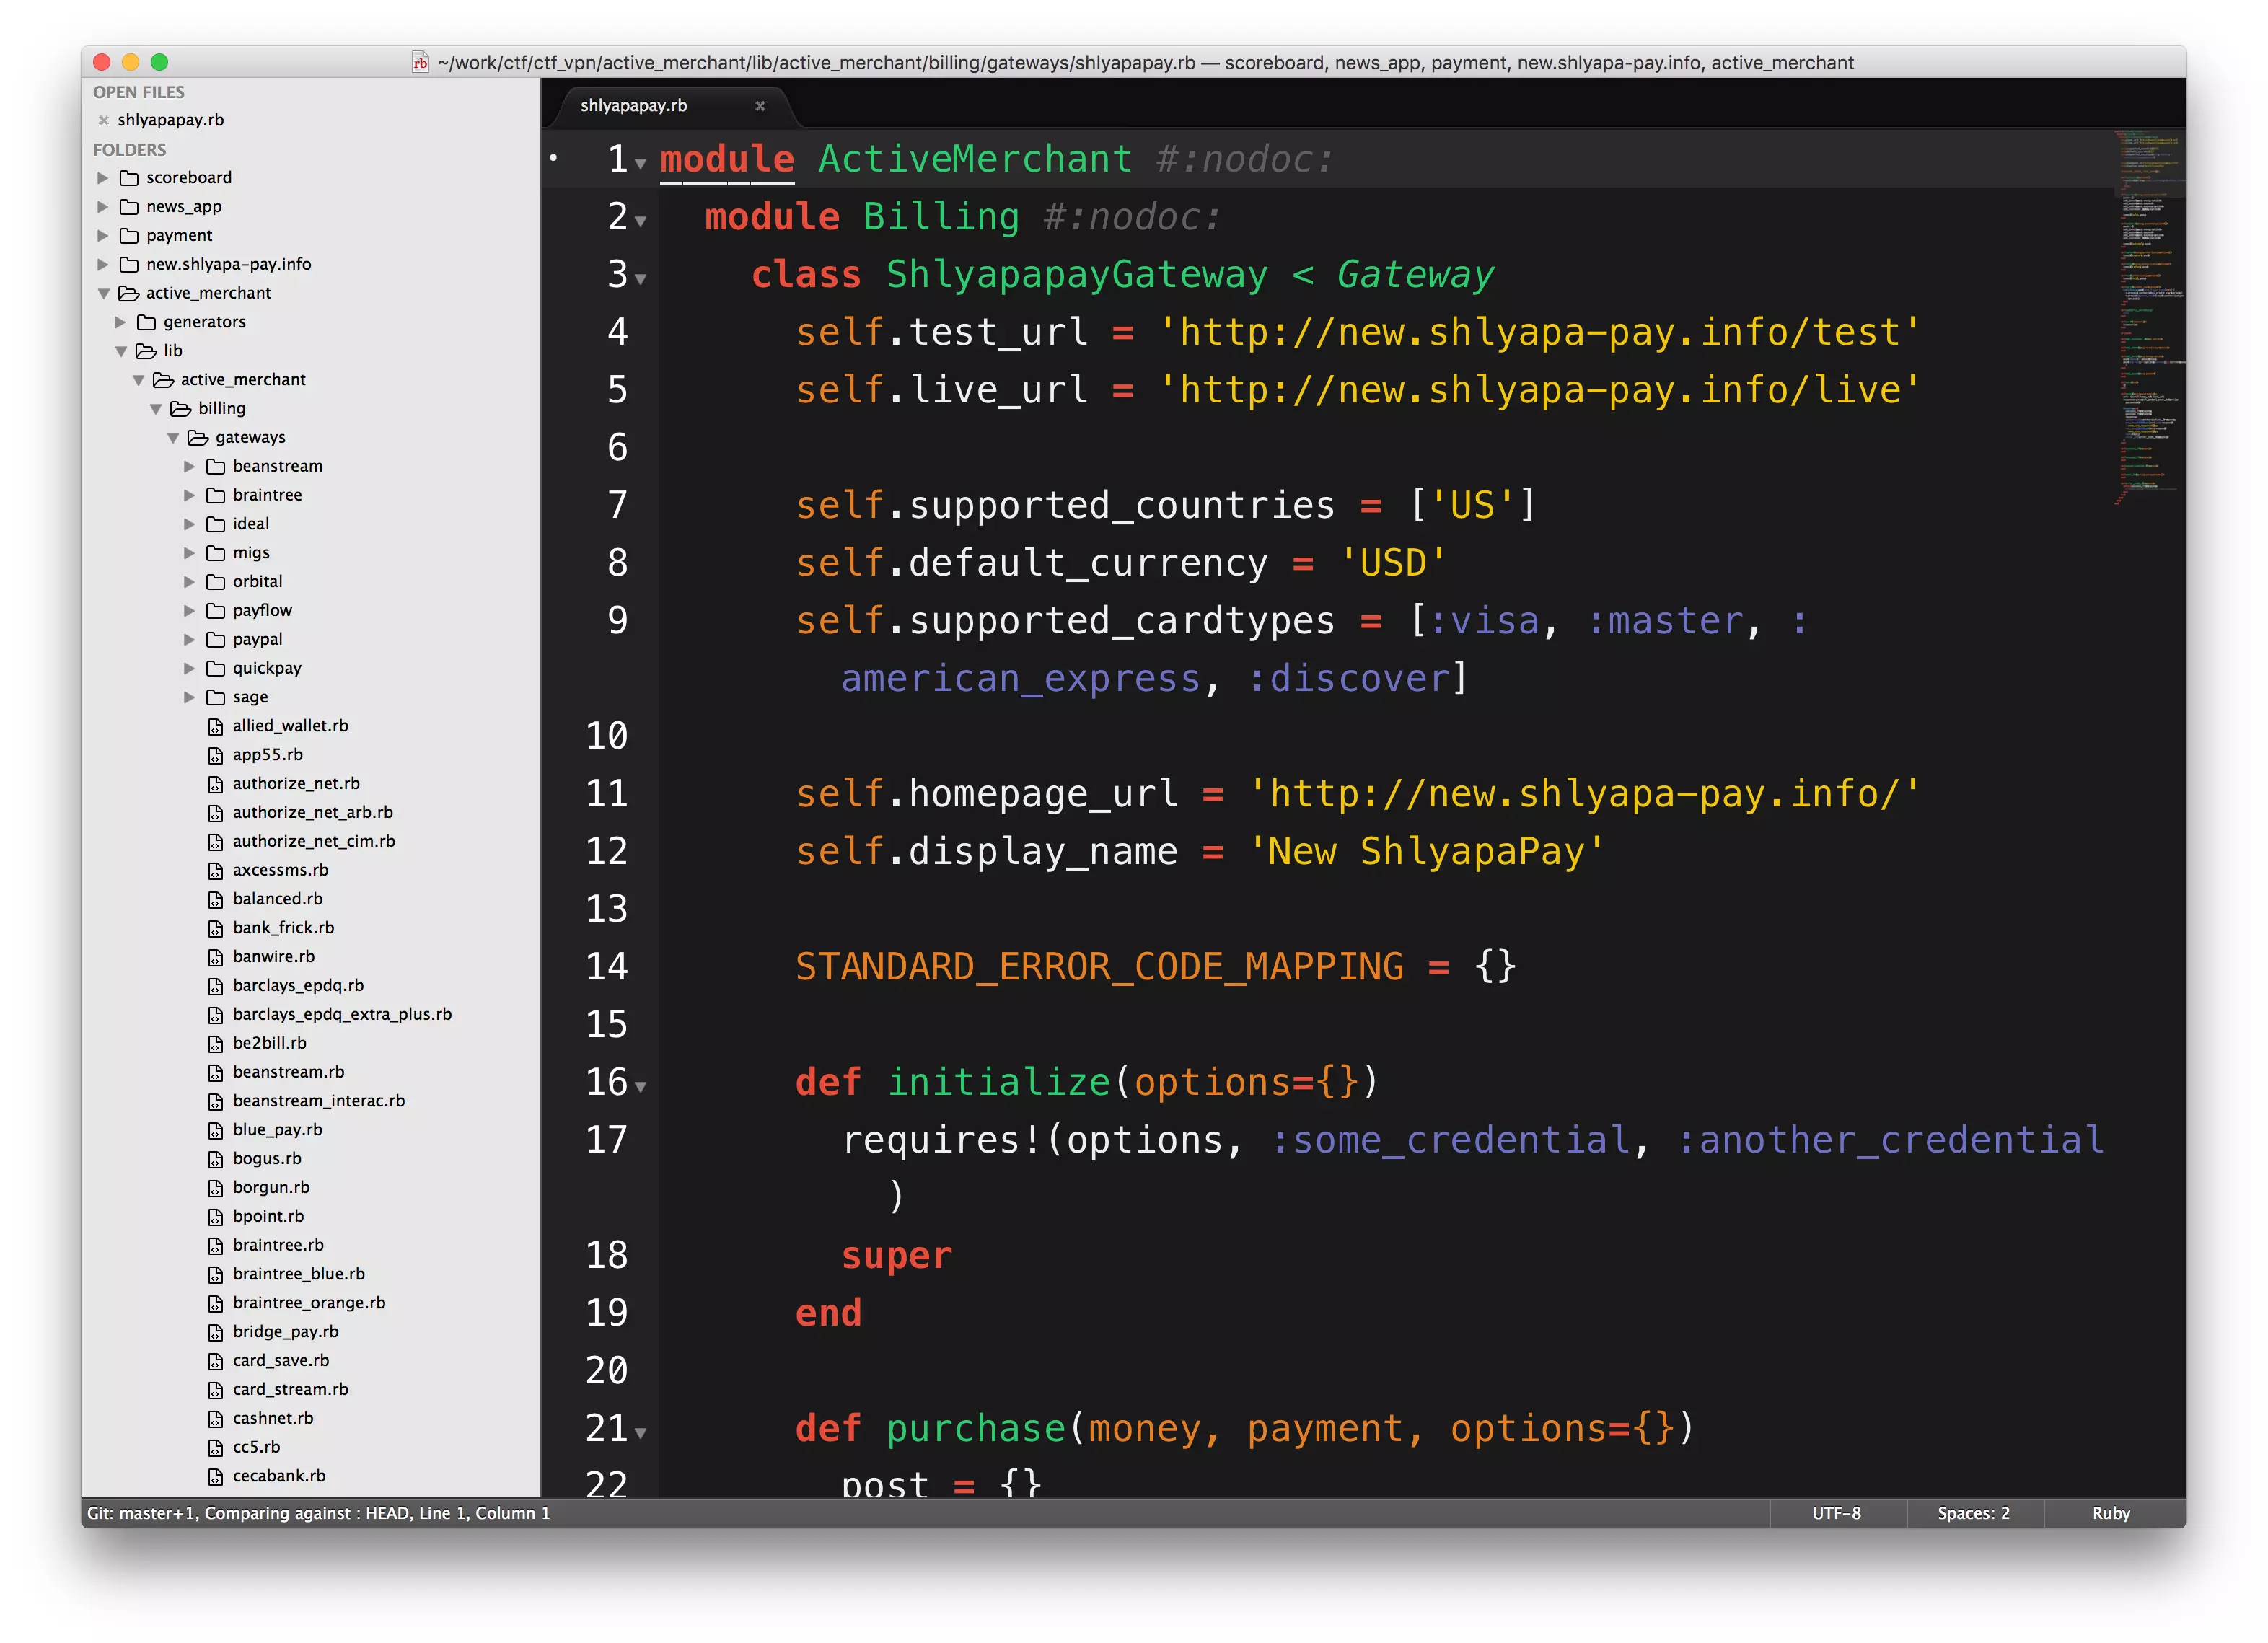 ~/work/ctf/ctf_vpn/active_merchant/lib/active_merchant/billing/gateways/shlyapapay.rb — scoreboard, news_app, payment, new.shlyapa-pay.info, active_merchant
OPEN FILES
shlyapapay.rb
FOLDERS
scoreboard
news_app
payment
new.shlyapa-pay.info
active_merchant
generators
lib
active_merchant
billing
gateways
beanstream
braintree
ideal
migs
orbital
payflow
paypal
quickpay
sage
allied_wallet.rb
app55.rb
authorize_net.rb
authorize_net_arb.rb
authorize_net_cim.rb
axcessms.rb
balanced.rb
bank_frick.rb
banwire.rb
barclays_epdq.rb
barclays_epdq_extra_plus.rb
be2bill.rb
beanstream.rb
beanstream_interac.rb
blue_pay.rb
bogus.rb
borgun.rb
bpoint.rb
braintree.rb
braintree_blue.rb
braintree_orange.rb
bridge_pay.rb
card_save.rb
card_stream.rb
cashnet.rb
cc5.rb
cecabank.rb
shlyapapay.rb
1 module ActiveMerchant #:nodoc:
2 module Billing #:nodoc:
3 class ShlyapapayGateway < Gateway
4 self.test_url = 'http://new.shlyapa-pay.info/test'
5 self.live_url = 'http://new.shlyapa-pay.info/live'
6
7 self.supported_countries = ['US']
8 self.default_currency = 'USD'
9 self.supported_cardtypes = [:visa, :master, :
american_express, :discover]
10
11 self.homepage_url = 'http://new.shlyapa-pay.info/'
12 self.display_name = 'New ShlyapaPay'
13
14 STANDARD_ERROR_CODE_MAPPING = {}
15
16 def initialize(options={})
17 requires!(options, :some_credential, :another_credential
)
18 super
19 end
20
21 def purchase(money, payment, options={})
22 post = {}
Git: master+1, Comparing against : HEAD, Line 1, Column 1
UTF-8
Spaces: 2
Ruby